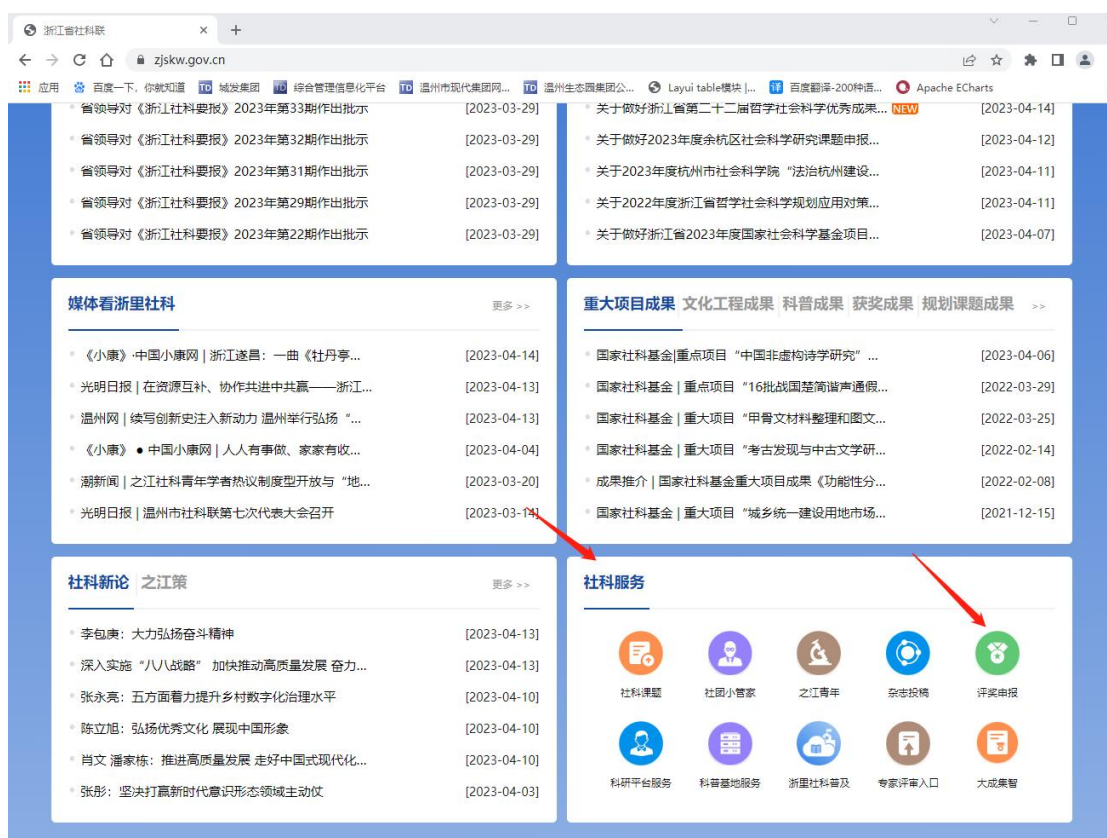 浙江省社科联
zjskw.gov.cn
应用 百度一下，你就知道 TD 城发集团 TD 综合管理信息化平台 TD 温州市现代集团网... TD 温州生态园集团公... Layui table模块 |... 译 百度翻译-200种语... Apache ECharts
省领导对《浙江社科要报》2023年第33期作出批示 [2023-03-29]
省领导对《浙江社科要报》2023年第32期作出批示 [2023-03-29]
省领导对《浙江社科要报》2023年第31期作出批示 [2023-03-29]
省领导对《浙江社科要报》2023年第29期作出批示 [2023-03-29]
省领导对《浙江社科要报》2023年第22期作出批示 [2023-03-29]
关于做好浙江省第二十二届哲学社会科学优秀成果... NEW [2023-04-14]
关于做好2023年度余杭区社会科学研究课题申报... [2023-04-12]
关于2023年度杭州市社会科学院“法治杭州建设... [2023-04-11]
关于2022年度浙江省哲学社会科学规划应用对策... [2023-04-11]
关于做好浙江省2023年度国家社会科学基金项目... [2023-04-07]
媒体看浙里社科 更多 >>
《小康》·中国小康网 | 浙江遂昌：一曲《牡丹亭... [2023-04-14]
光明日报 | 在资源互补、协作共进中共赢——浙江... [2023-04-13]
温州网 | 续写创新史注入新动力 温州举行弘扬“... [2023-04-13]
《小康》 ● 中国小康网 | 人人有事做、家家有收... [2023-04-04]
潮新闻 | 之江社科青年学者热议制度型开放与“地... [2023-03-20]
光明日报 | 温州市社科联第七次代表大会召开 [2023-03-14]
重大项目成果 文化工程成果 科普成果 获奖成果 规划课题成果 >>
国家社科基金|重点项目“中国非虚构诗学研究” ... [2023-04-06]
国家社科基金 | 重点项目“16批战国楚简谐声通假... [2022-03-29]
国家社科基金 | 重大项目“甲骨文材料整理和图文... [2022-03-25]
国家社科基金 | 重大项目“考古发现与中古文学研... [2022-02-14]
成果推介 | 国家社科基金重大项目成果《功能性分... [2022-02-08]
国家社科基金 | 重大项目“城乡统一建设用地市场... [2021-12-15]
社科新论 之江策 更多 >>
李包庚：大力弘扬奋斗精神 [2023-04-13]
深入实施“八八战略” 加快推动高质量发展 奋力... [2023-04-13]
张永亮：五方面着力提升乡村数字化治理水平 [2023-04-10]
陈立旭：弘扬优秀文化 展现中国形象 [2023-04-10]
肖文 潘家栋：推进高质量发展 走好中国式现代化... [2023-04-10]
张彤：坚决打赢新时代意识形态领域主动仗 [2023-04-03]
社科服务
社科课题 社团小管家 之江青年 杂志投稿 评奖申报
科研平台服务 科普基地服务 浙里社科普及 专家评审入口 大成集智